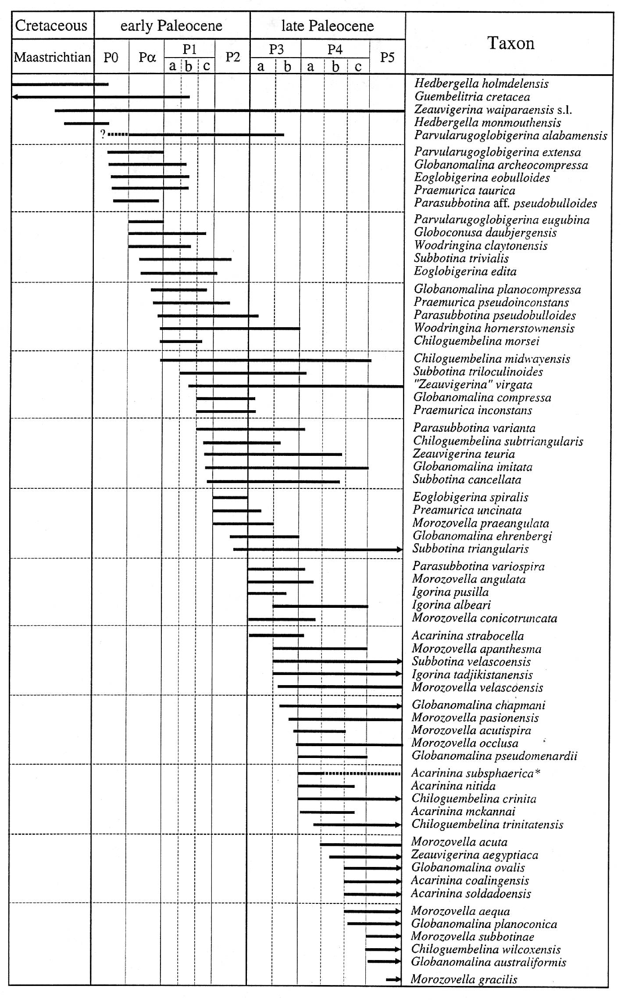 Cretaceous early Paleocene late Paleocene Taxon
Maastrichtian P0 Pα P1 P2 P3 P4 P5
a b c a b a b c
Hedbergella holmdelensis
Guembelitria cretacea
Zeauvigerina waiparaensis s.l.
Hedbergella monmouthensis
? Parvularugoglobigerina alabamensis
Parvularugoglobigerina extensa
Globanomalina archeocompressa
Eoglobigerina eobulloides
Praemurica taurica
Parasubbotina aff. pseudobulloides
Parvularugoglobigerina eugubina
Globoconusa daubjergensis
Woodringina claytonensis
Subbotina trivialis
Eoglobigerina edita
Globanomalina planocompressa
Praemurica pseudoinconstans
Parasubbotina pseudobulloides
Woodringina hornerstownensis
Chiloguembelina morsei
Chiloguembelina midwayensis
Subbotina triloculinoides
"Zeauvigerina" virgata
Globanomalina compressa
Praemurica inconstans
Parasubbotina varianta
Chiloguembelina subtriangularis
Zeauvigerina teuria
Globanomalina imitata
Subbotina cancellata
Eoglobigerina spiralis
Preamurica uncinata
Morozovella praeangulata
Globanomalina ehrenbergi
Subbotina triangularis
Parasubbotina variospira
Morozovella angulata
Igorina pusilla
Igorina albeari
Morozovella conicotruncata
Acarinina strabocella
Morozovella apanthesma
Subbotina velascoensis
Igorina tadjikistanensis
Morozovella velascoensis
Globanomalina chapmani
Morozovella pasionensis
Morozovella acutispira
Morozovella occlusa
Globanomalina pseudomenardii
Acarinina subsphaerica*
Acarinina nitida
Chiloguembelina crinita
Acarinina mckannai
Chiloguembelina trinitatensis
Morozovella acuta
Zeauvigerina aegyptiaca
Globanomalina ovalis
Acarinina coalingensis
Acarinina soldadoensis
Morozovella aequa
Globanomalina planoconica
Morozovella subbotinae
Chiloguembelina wilcoxensis
Globanomalina australiformis
Morozovella gracilis